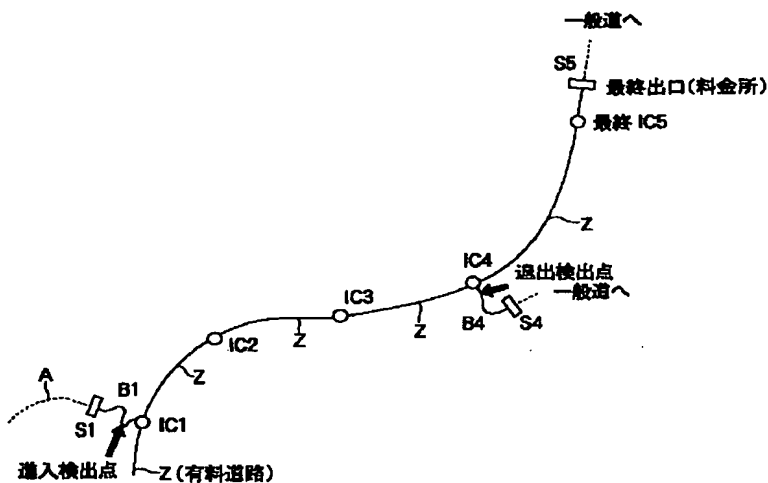 一般道へ
S5
最終出口(料金所)
最終 IC5
Z
IC4
退出検出点
一般道へ
IC3
B4
S4
Z
Z
IC2
Z
A
B1
S1
IC1
進入検出点
Z(有料道路)